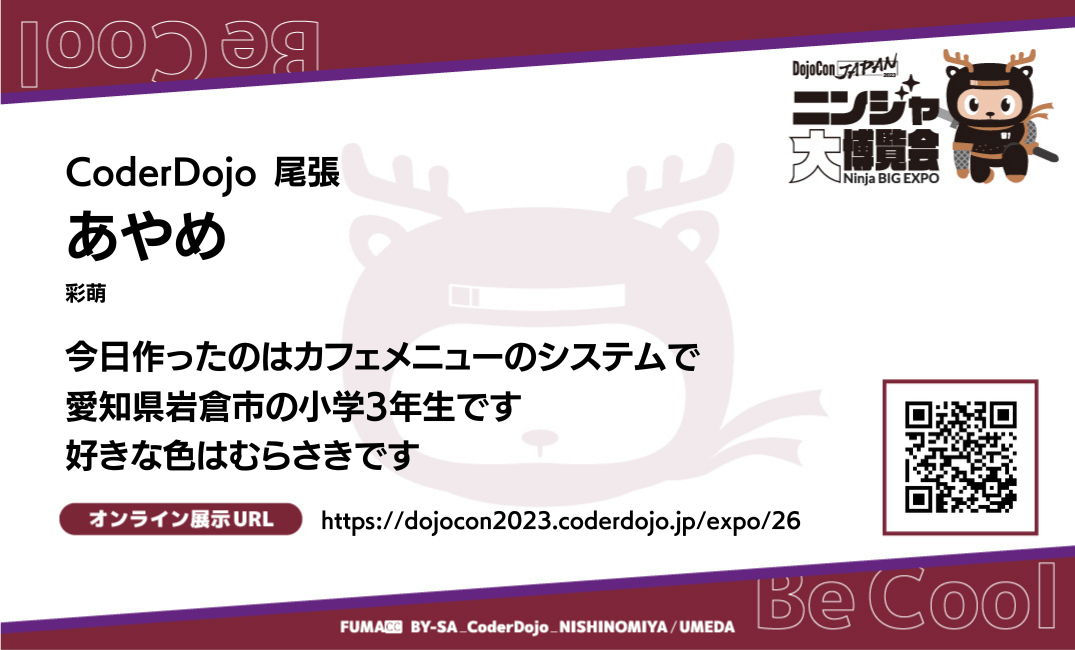 Be Cool
DojoCon JAPAN 2023
ニンジャ
大博覧会
Ninja BIG EXPO
CoderDojo 尾張
あやめ
彩萌
今日作ったのはカフェメニューのシステムで
愛知県岩倉市の小学3年生です
好きな色はむらさきです
オンライン展示URL https://dojocon2023.coderdojo.jp/expo/26
Be Cool
FUMA CC BY-SA_CoderDojo_NISHINOMIYA/UMEDA